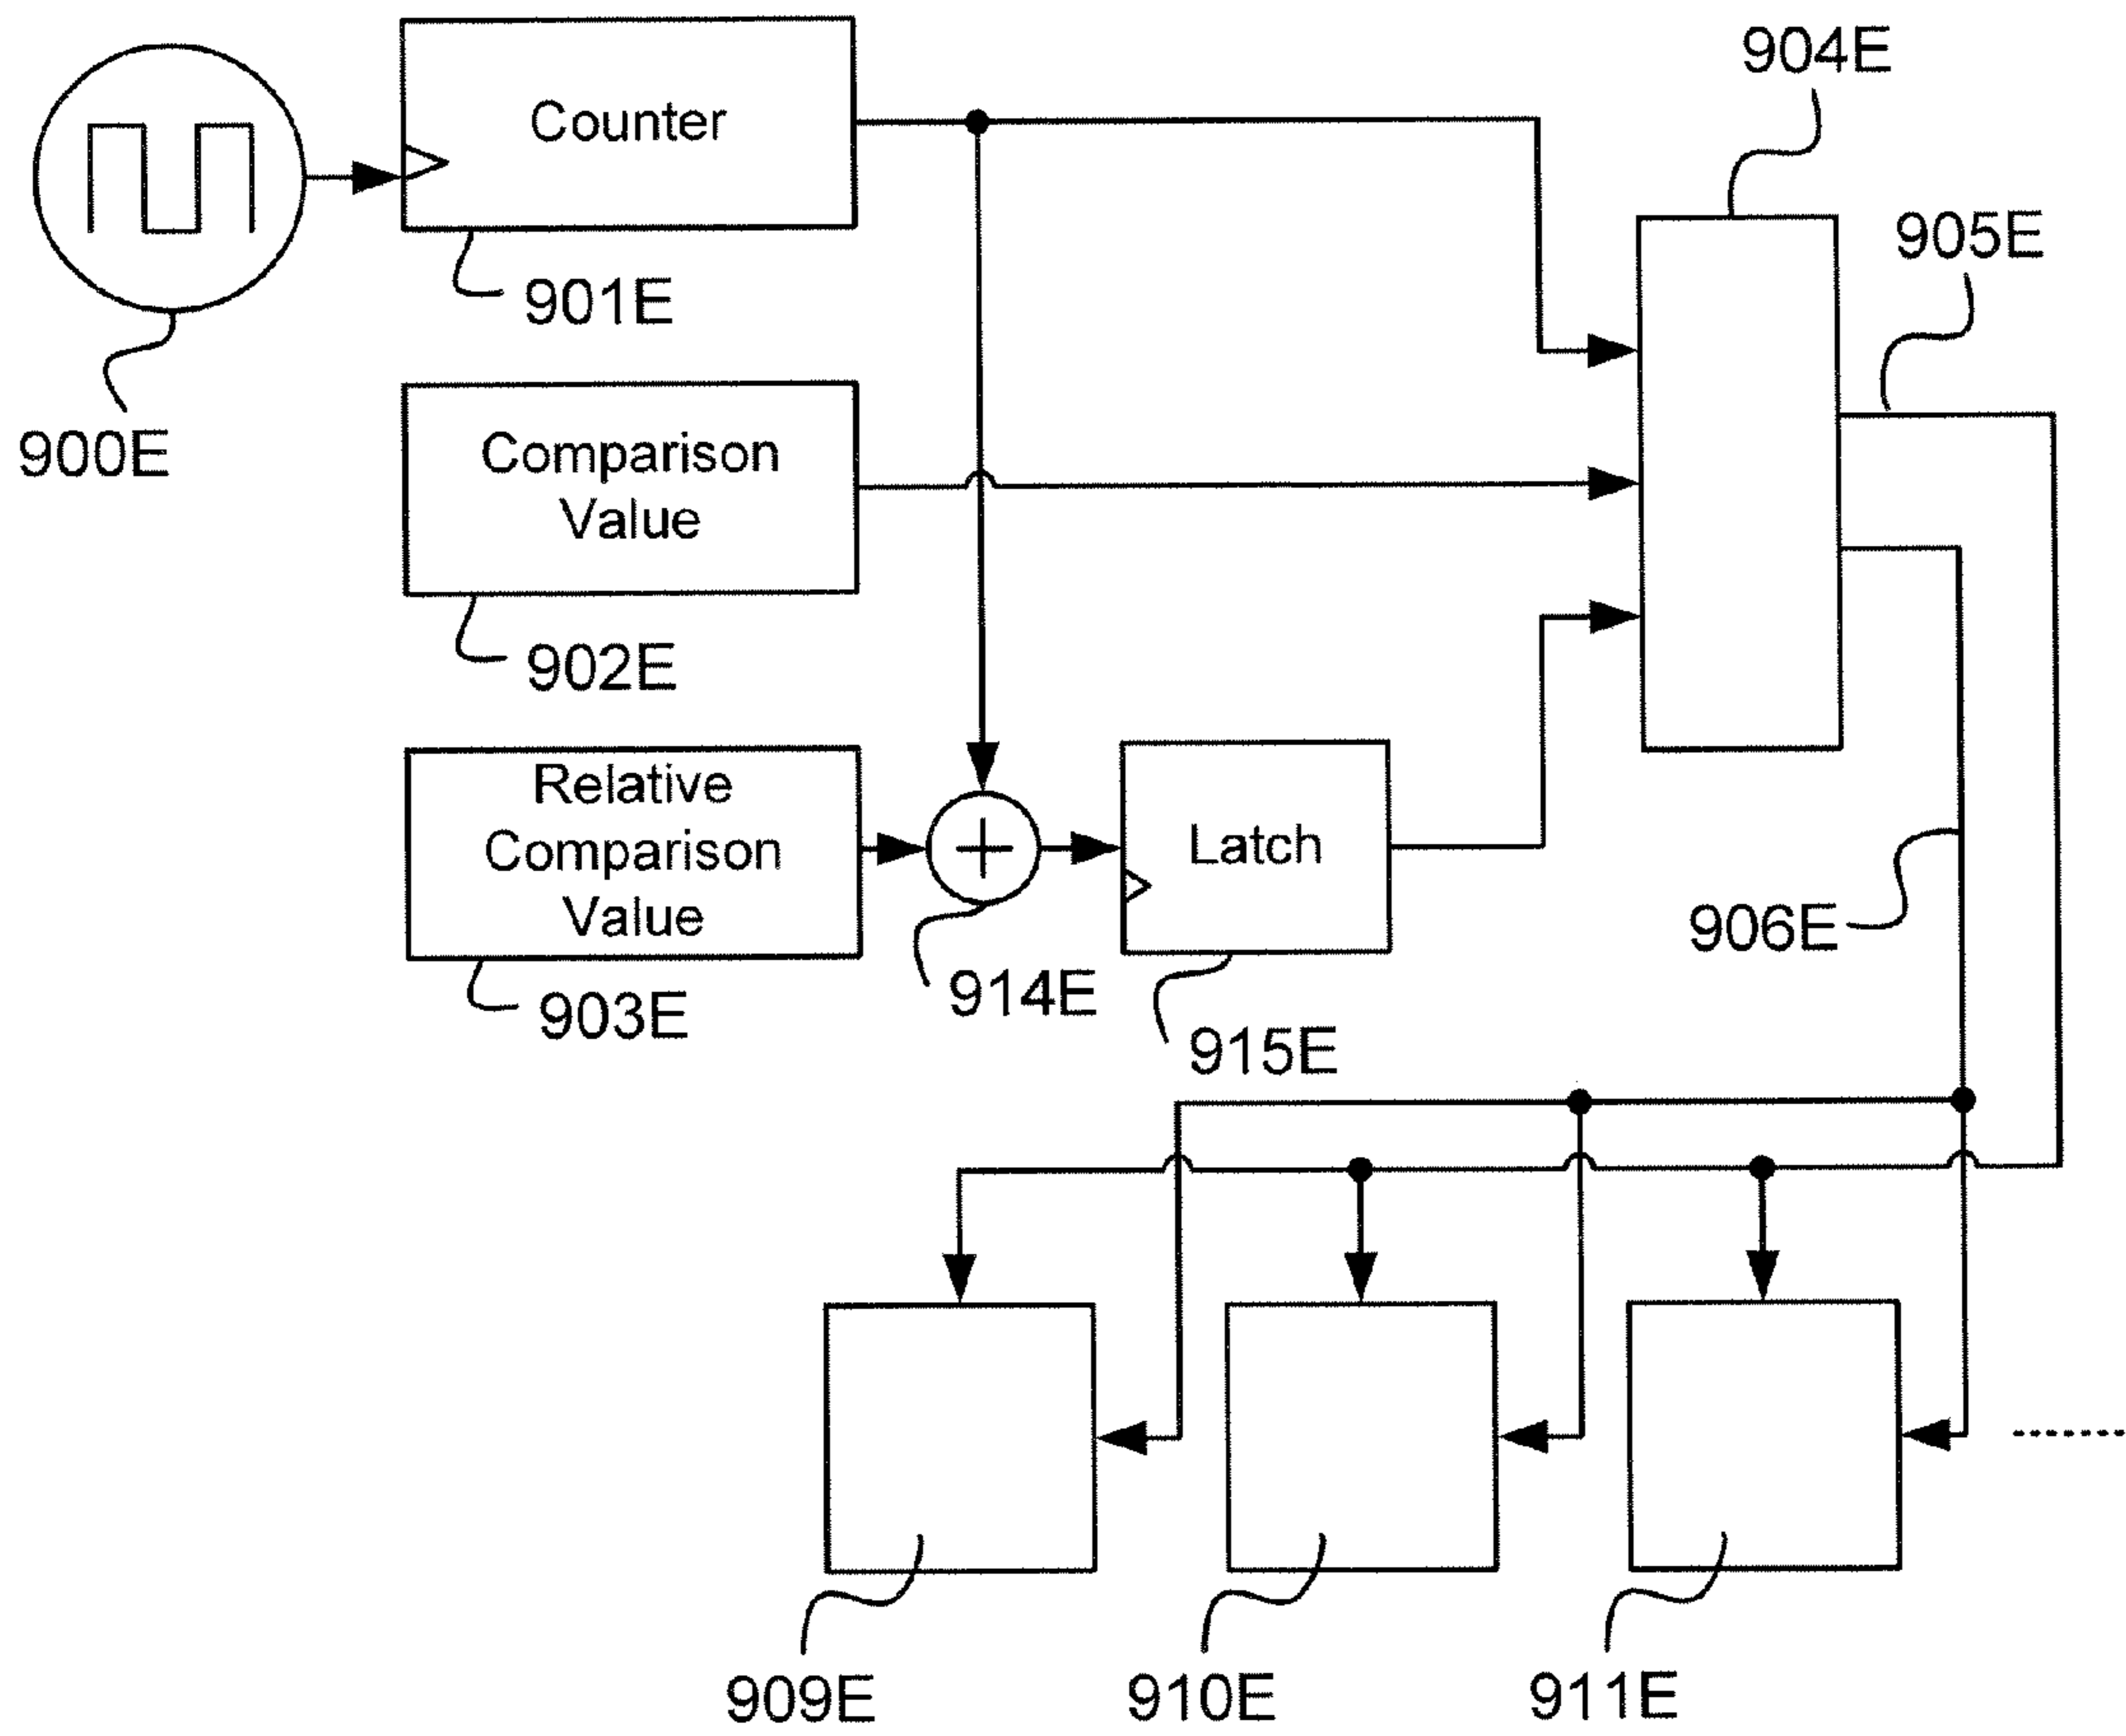 904E
Counter
905E
901E
900E
Comparison
Value
902E
Relative
Comparison
Value
Latch
906E
914E
903E
915E
909E
910E
911E